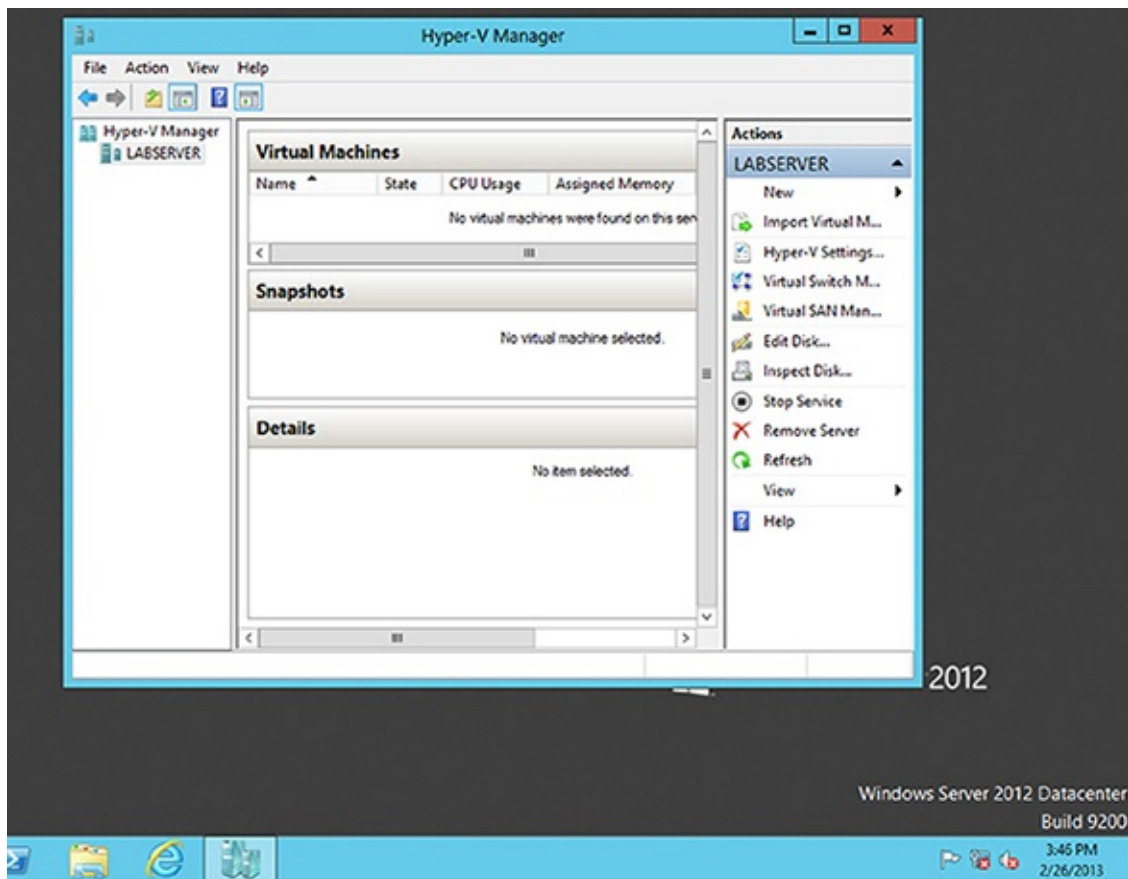 Hyper-V Manager
File Action View Help
Hyper-V Manager
LABSERVER
Virtual Machines
Name State CPU Usage Assigned Memory
No virtual machines were found on this ser
Snapshots
No virtual machine selected.
Details
No item selected.
Actions
LABSERVER
New
Import Virtual M...
Hyper-V Settings...
Virtual Switch M...
Virtual SAN Man...
Edit Disk...
Inspect Disk...
Stop Service
Remove Server
Refresh
View
Help
2012
Windows Server 2012 Datacenter
Build 9200
3:46 PM
2/26/2013